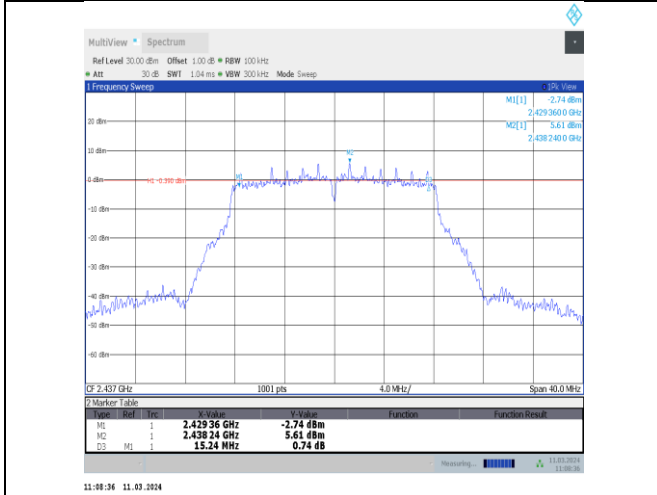 MultiView Spectrum
Ref Level 30.00 dBm Offset 1.00 dB RBW 100 kHz
Att 30 dB SWT 1.04 ms VBW 300 kHz Mode Sweep
1 Frequency Sweep 1Pk View
M1[1] -2.74 dBm
2.429360 0 GHz
M2[1] 5.61 dBm
2.438240 0 GHz
20 dBm
M2
10 dBm
0 dBm
H1 -0.390 dBm
M1
-10 dBm
-20 dBm
-30 dBm
-40 dBm
-50 dBm
-60 dBm
CF 2.437 GHz 1001 pts 4.0 MHz/ Span 40.0 MHz
2 Marker Table
Type Ref Trc X-Value Y-Value Function Function Result
M1 1 2.429 36 GHz -2.74 dBm
M2 1 2.438 24 GHz 5.61 dBm
D3 M1 1 15.24 MHz 0.74 dB
Measuring... 11.03.2024
11:08:36
11:08:36 11.03.2024